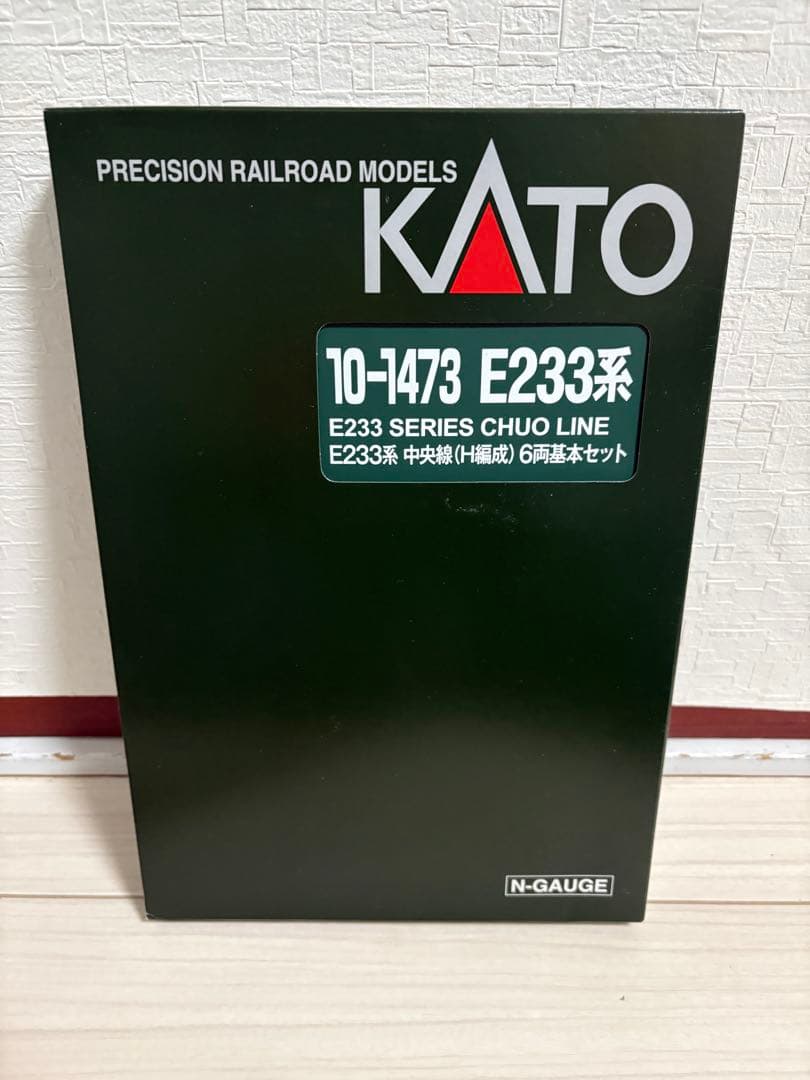 PRECISION RAILROAD MODELS
KATO
10-1473 E233系
E233 SERIES CHUO LINE
E233系 中央線(H編成) 6両基本セット
N-GAUGE